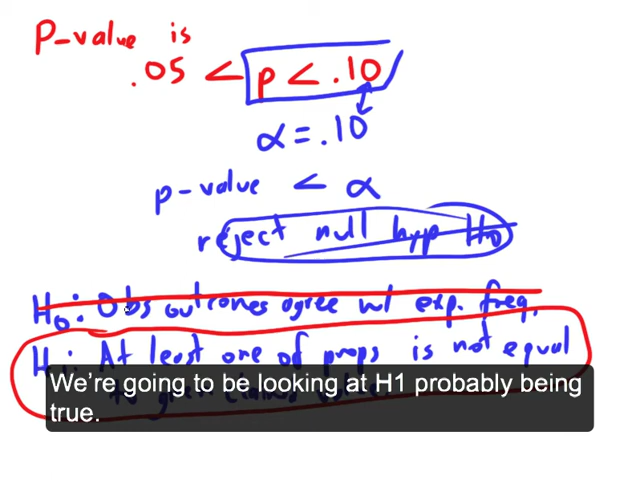 P-value is
.05 < p < .10
α = .10
p-value < α
reject null hyp H₀
H₀: Obs outcomes agree w/ exp. freq.
H₁: At least one of props is not equal
We're going to be looking at H1 probably being
true.